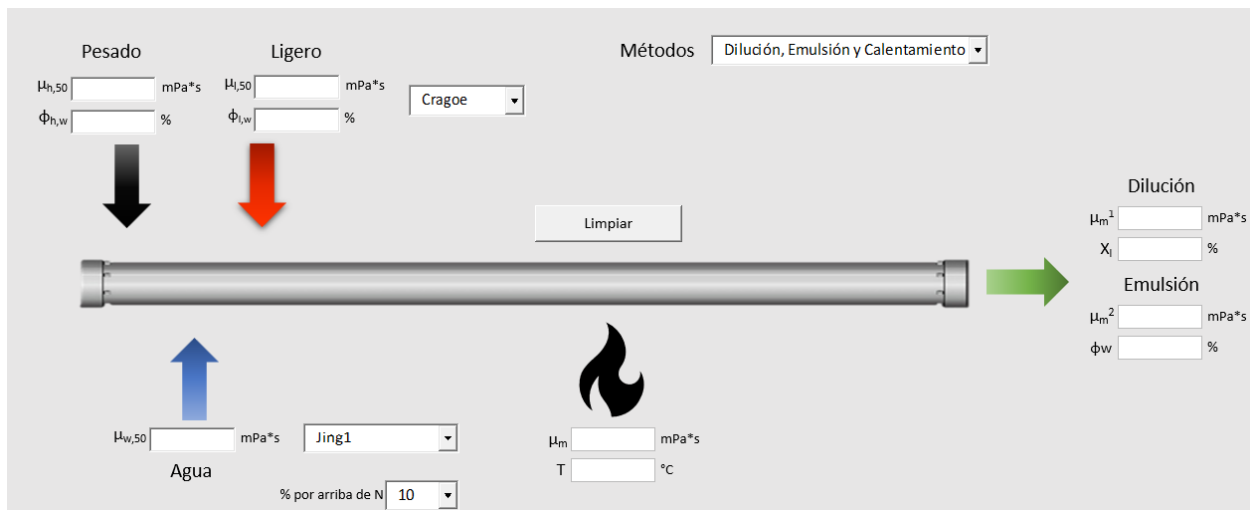 Pesado
Ligero
Métodos
Dilución, Emulsión y Calentamiento
μh,50 mPa*s
μl,50 mPa*s
Cragoe
ϕh,w %
ϕl,w %
Limpiar
Dilución
μm1 mPa*s
Xl %
Emulsión
μm2 mPa*s
ϕw %
μw,50 mPa*s
Jing1
μm mPa*s
Agua
T °C
% por arriba de N 10